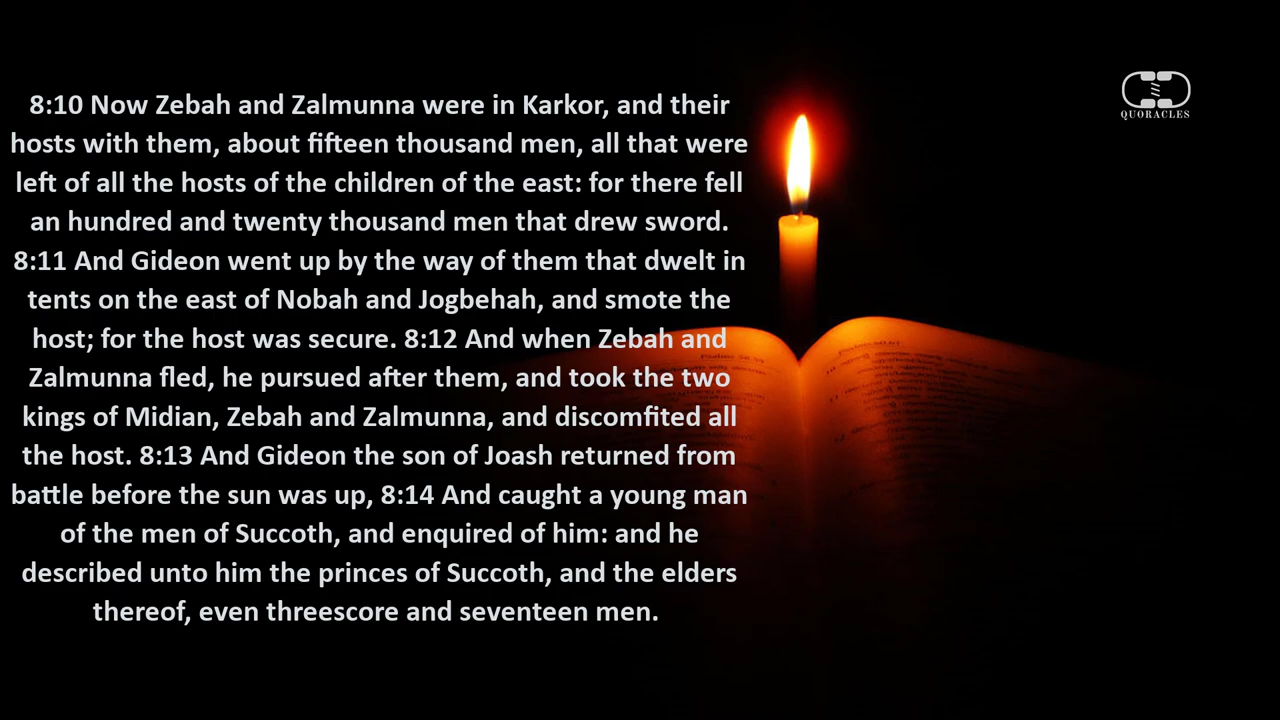 8:10 Now Zebah and Zalmunna were in Karkor, and their
hosts with them, about fifteen thousand men, all that were
left of all the hosts of the children of the east: for there fell
an hundred and twenty thousand men that drew sword.
8:11 And Gideon went up by the way of them that dwelt in
tents on the east of Nobah and Jogbehah, and smote the
host; for the host was secure. 8:12 And when Zebah and
Zalmunna fled, he pursued after them, and took the two
kings of Midian, Zebah and Zalmunna, and discomfited all
the host. 8:13 And Gideon the son of Joash returned from
battle before the sun was up, 8:14 And caught a young man
of the men of Succoth, and enquired of him: and he
described unto him the princes of Succoth, and the elders
thereof, even threescore and seventeen men.
QUORACLES